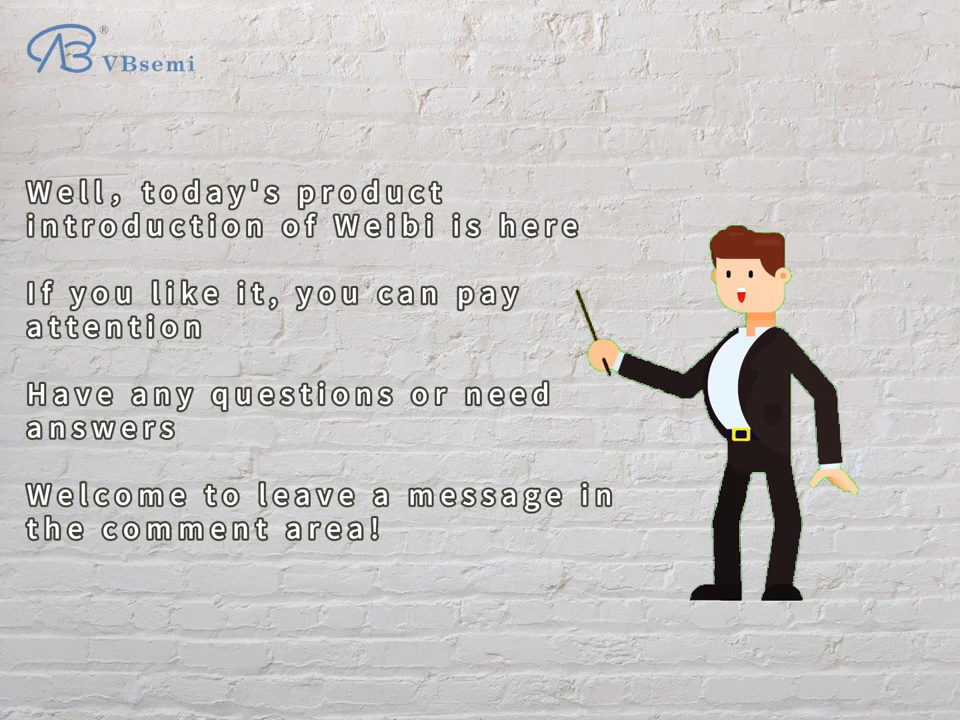 VBsemi
Well, today's product
introduction of Weibi is here
If you like it, you can pay
attention
Have any questions or need
answers
Welcome to leave a message in
the comment area!